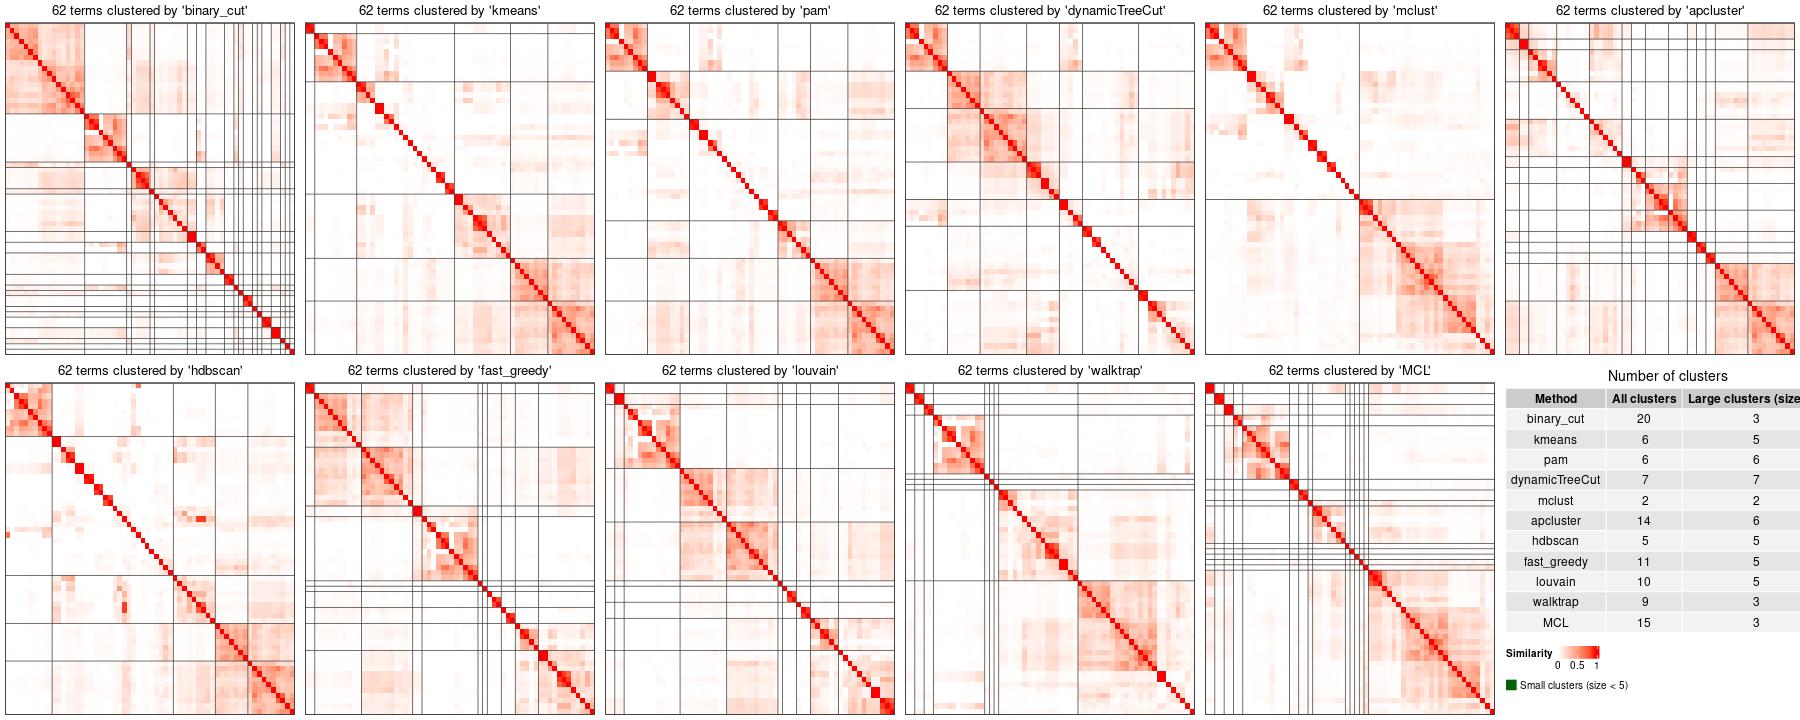 62 terms clustered by 'binary_cut'
62 terms clustered by 'kmeans'
62 terms clustered by 'pam'
62 terms clustered by 'dynamicTreeCut'
62 terms clustered by 'mclust'
62 terms clustered by 'apcluster'
62 terms clustered by 'hdbscan'
62 terms clustered by 'fast_greedy'
62 terms clustered by 'louvain'
62 terms clustered by 'walktrap'
62 terms clustered by 'MCL'
Number of clusters
Method All clusters Large clusters (size
binary_cut 20 3
kmeans 6 5
pam 6 6
dynamicTreeCut 7 7
mclust 2 2
apcluster 14 6
hdbscan 5 5
fast_greedy 11 5
louvain 10 5
walktrap 9 3
MCL 15 3
Similarity
0 0.5 1
Small clusters (size < 5)